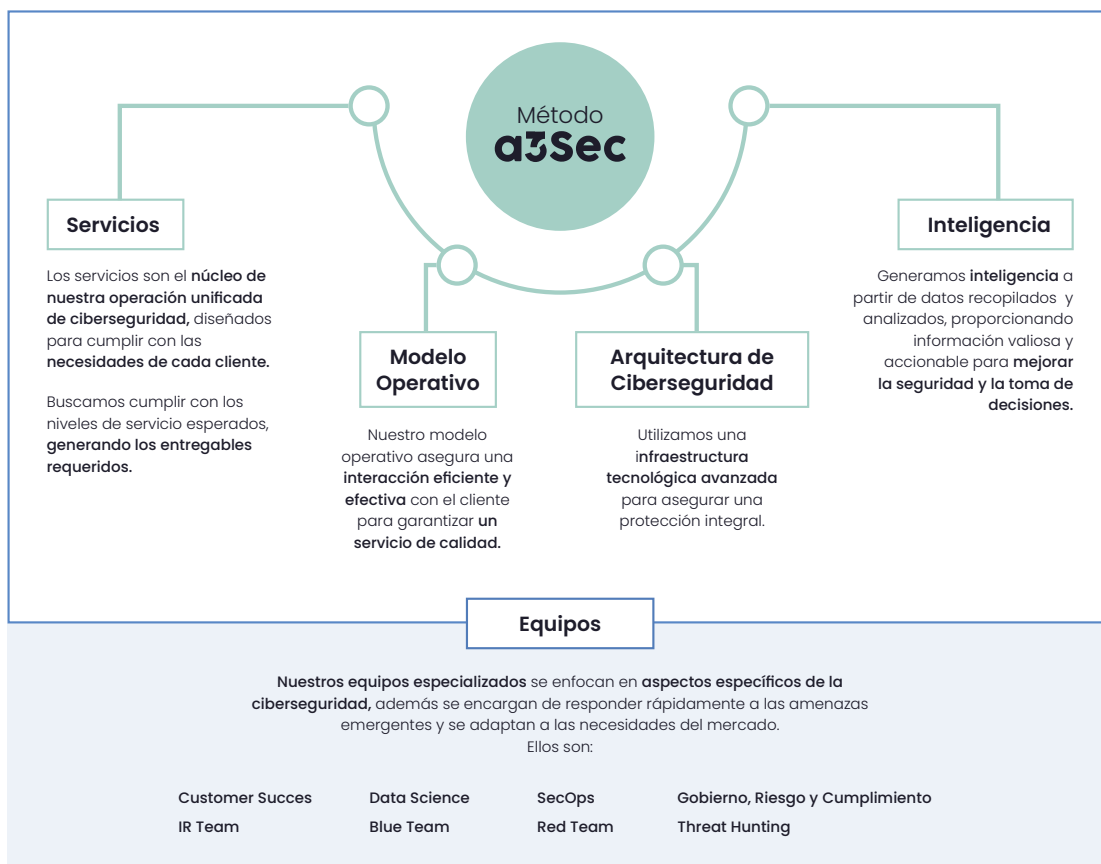 Método
a3Sec
Servicios
Los servicios son el núcleo de
nuestra operación unificada
de ciberseguridad, diseñados
para cumplir con las
necesidades de cada cliente.
Buscamos cumplir con los
niveles de servicio esperados,
generando los entregables
requeridos.
Modelo
Operativo
Nuestro modelo
operativo asegura una
interacción eficiente y
efectiva con el cliente
para garantizar un
servicio de calidad.
Arquitectura de
Ciberseguridad
Utilizamos una
infraestructura
tecnológica avanzada
para asegurar una
protección integral.
Inteligencia
Generamos inteligencia a
partir de datos recopilados y
analizados, proporcionando
información valiosa y
accionable para mejorar
la seguridad y la toma de
decisiones.
Equipos
Nuestros equipos especializados se enfocan en aspectos específicos de la
ciberseguridad, además se encargan de responder rápidamente a las amenazas
emergentes y se adaptan a las necesidades del mercado.
Ellos son:
Customer Succes Data Science SecOps Gobierno, Riesgo y Cumplimiento
IR Team Blue Team Red Team Threat Hunting